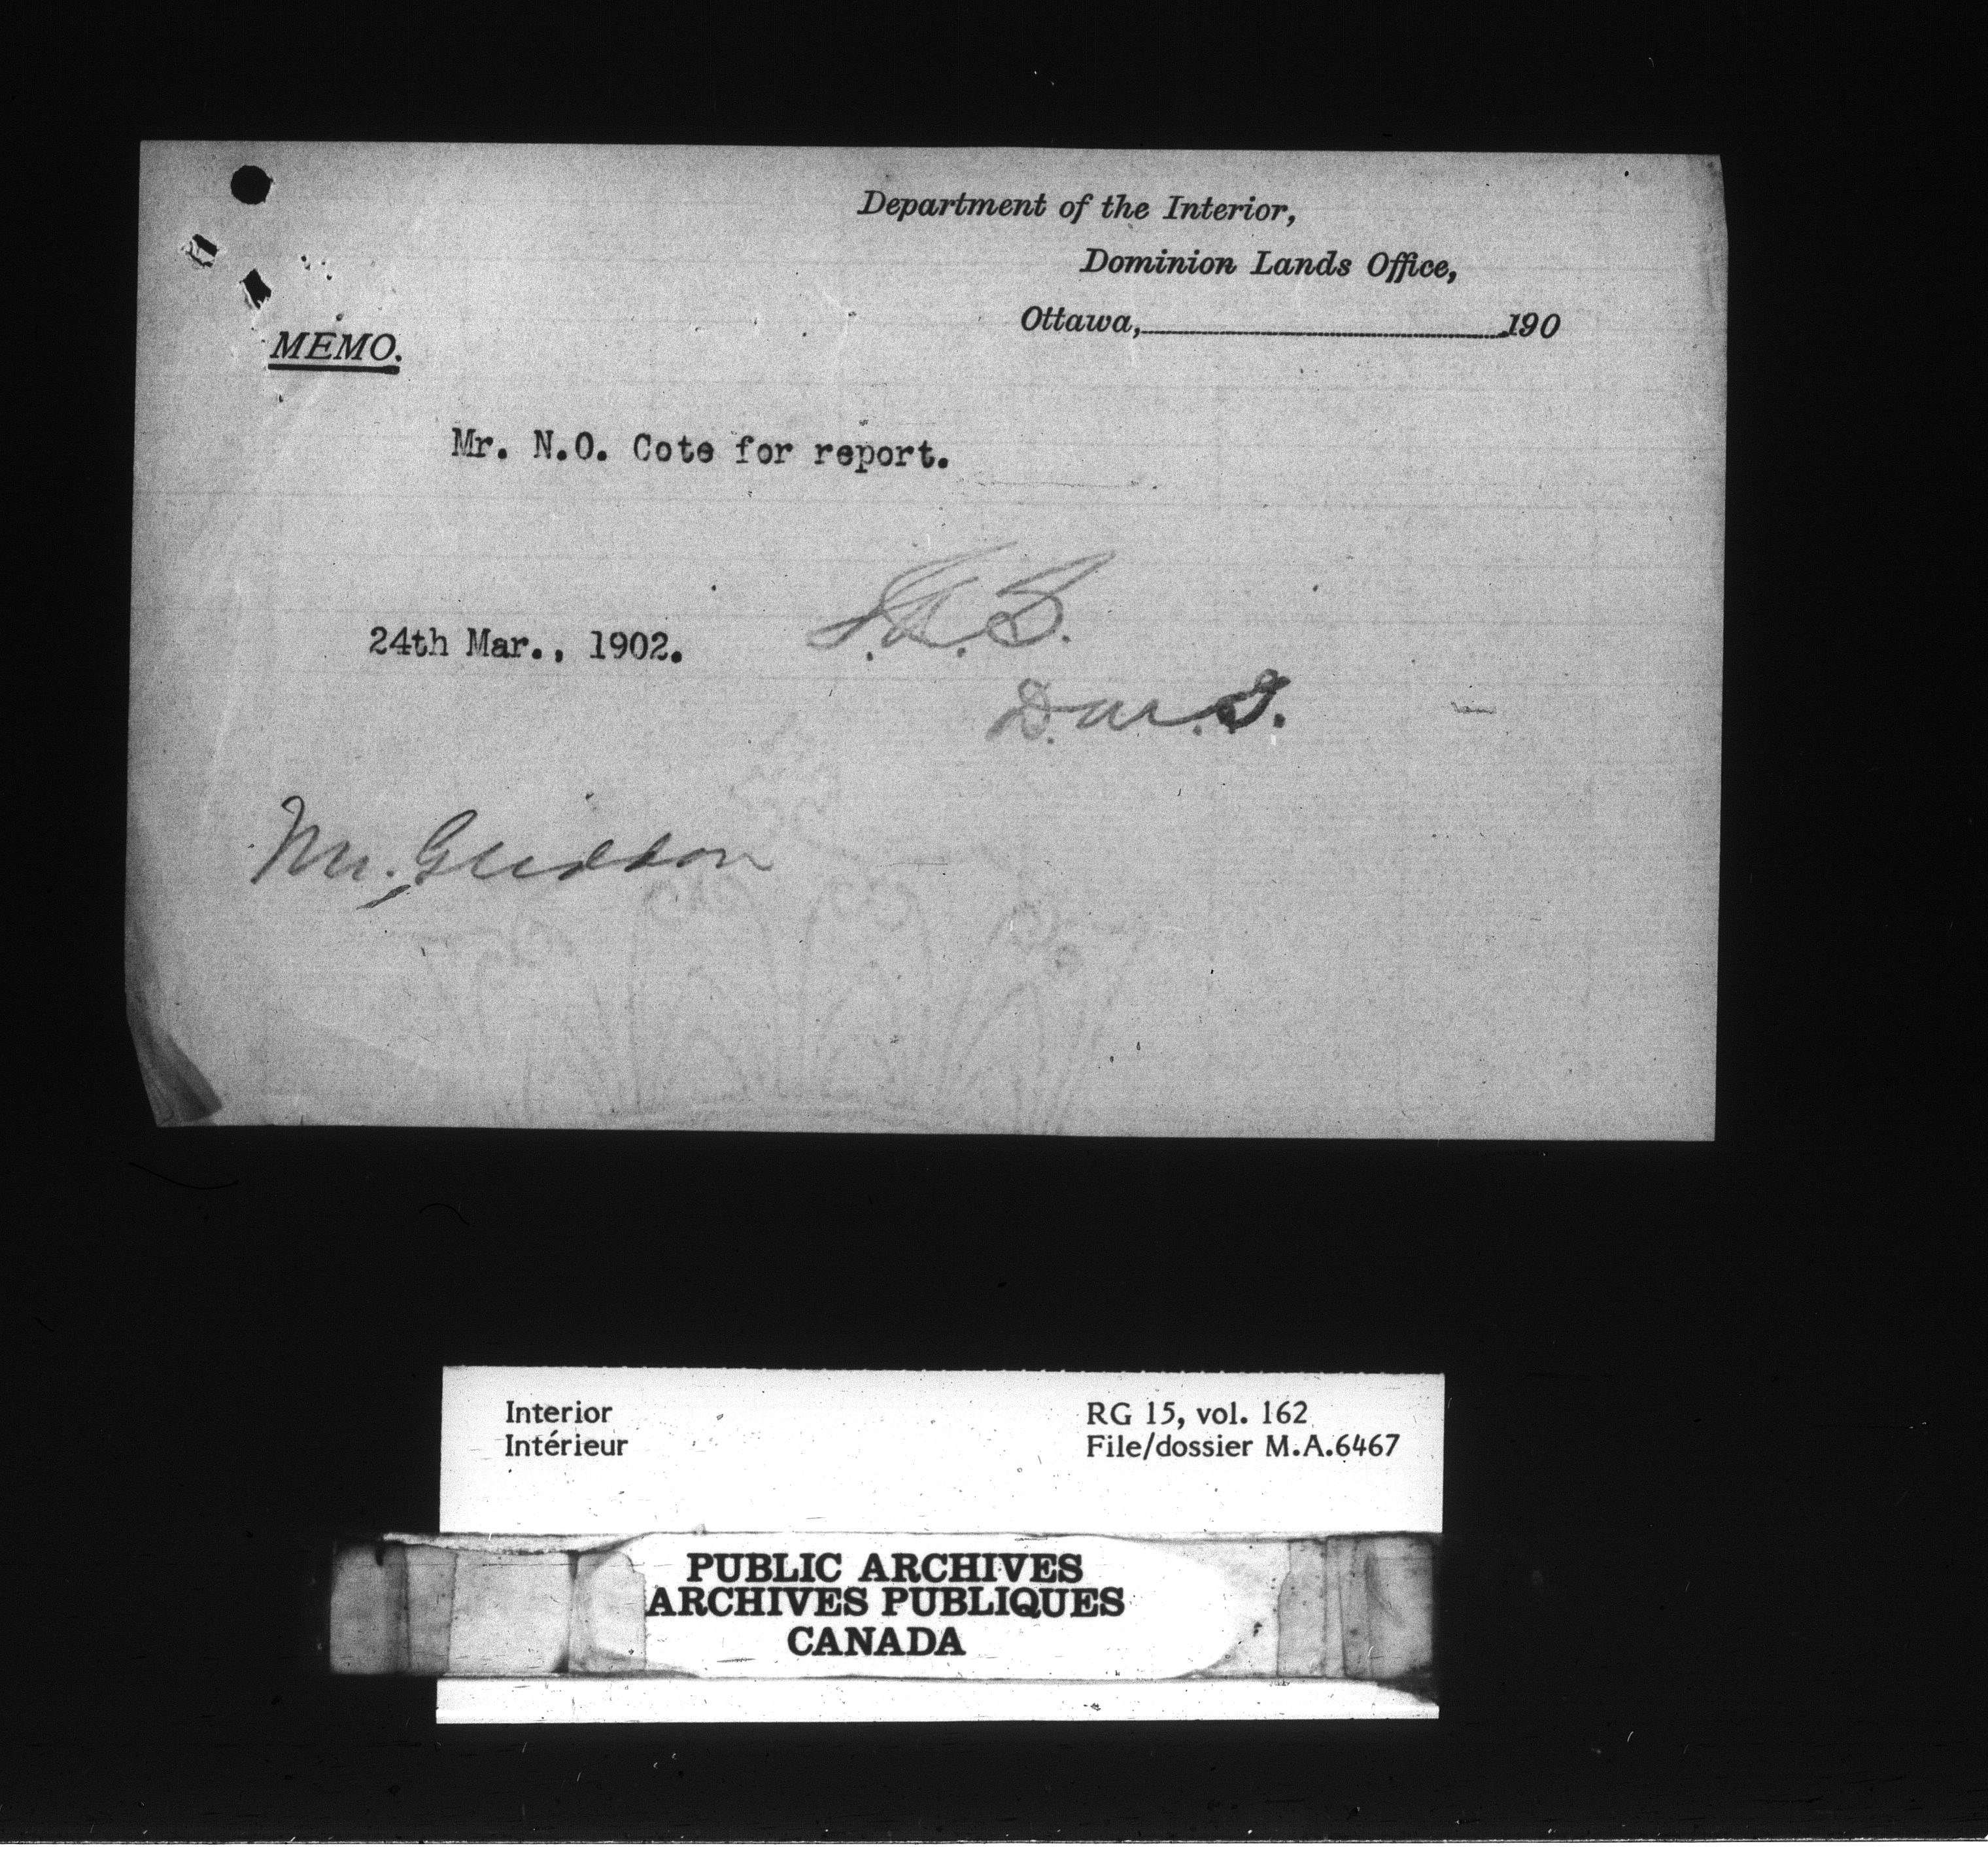 Department of the Interior,
Dominion Lands Office,
Ottawa, 190
MEMO.
Mr. N.O. Cote for report.
24th Mar., 1902.
Mr.
Interior
Intérieur
RG 15, vol. 162
File/dossier M.A.6467
PUBLIC ARCHIVES
ARCHIVES PUBLIQUES
CANADA